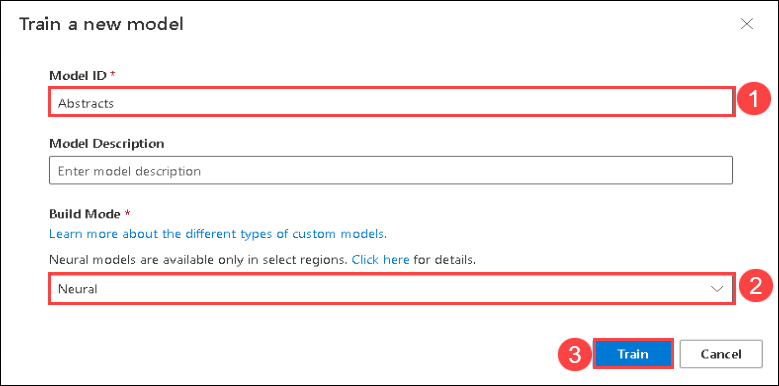 Train a new model
Model ID *
Abstracts
1
Model Description
Enter model description
Build Mode *
Learn more about the different types of custom models.
Neural models are available only in select regions. Click here for details.
Neural
2
3 Train Cancel